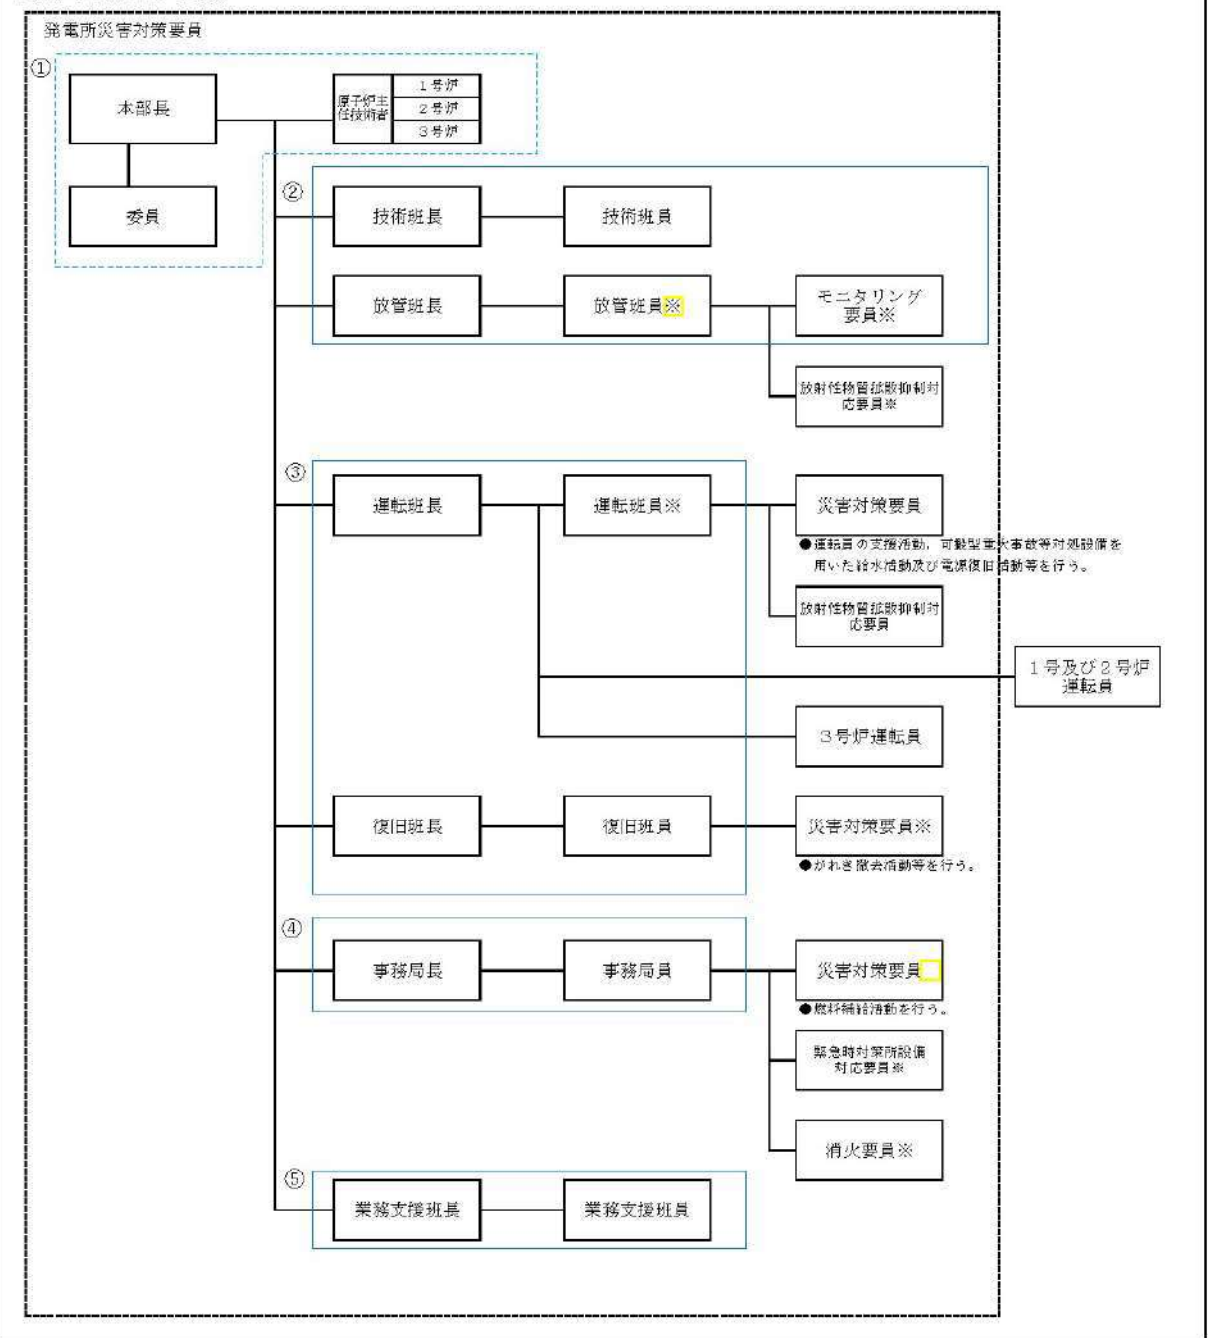 発電所災害対策要員
①
本部長
原子炉主
任技術者
1号炉
2号炉
3号炉
委員
②
技術班長
技術班員
放管班長
放管班員※
モニタリング
要員※
放射性物質拡散抑制対
応要員※
③
運転班長
運転班員※
災害対策要員
●運転員の支援活動，可搬型重大事故等対処設備を
用いた給水活動及び電源復旧活動等を行う。
放射性物質拡散抑制対
応要員
1号及び2号炉
運転員
3号炉運転員
復旧班長
復旧班員
災害対策要員※
●がれき撤去活動等を行う。
④
事務局長
事務局員
災害対策要員
●燃料補給活動を行う。
緊急時対策所設備
対応要員※
消火要員※
⑤
業務支援班長
業務支援班員